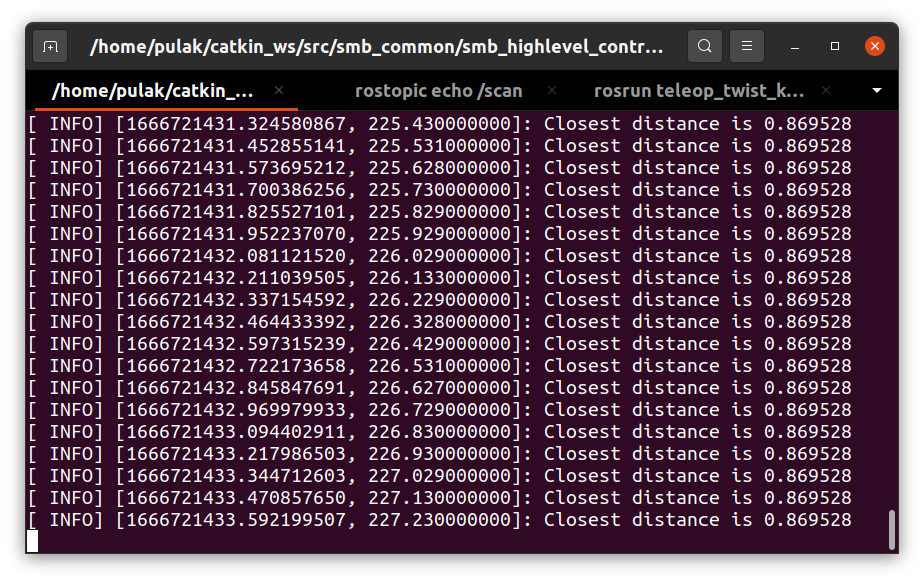 /home/pulak/catkin_ws/src/smb_common/smb_highlevel_contr...
/home/pulak/catkin_... rostopic echo /scan rosrun teleop_twist_k...
[ INFO] [1666721431.324580867, 225.430000000]: Closest distance is 0.869528
[ INFO] [1666721431.452855141, 225.531000000]: Closest distance is 0.869528
[ INFO] [1666721431.573695212, 225.628000000]: Closest distance is 0.869528
[ INFO] [1666721431.700386256, 225.730000000]: Closest distance is 0.869528
[ INFO] [1666721431.825527101, 225.829000000]: Closest distance is 0.869528
[ INFO] [1666721431.952237070, 225.929000000]: Closest distance is 0.869528
[ INFO] [1666721432.081121520, 226.029000000]: Closest distance is 0.869528
[ INFO] [1666721432.211039505, 226.133000000]: Closest distance is 0.869528
[ INFO] [1666721432.337154592, 226.229000000]: Closest distance is 0.869528
[ INFO] [1666721432.464433392, 226.328000000]: Closest distance is 0.869528
[ INFO] [1666721432.597315239, 226.429000000]: Closest distance is 0.869528
[ INFO] [1666721432.722173658, 226.531000000]: Closest distance is 0.869528
[ INFO] [1666721432.845847691, 226.627000000]: Closest distance is 0.869528
[ INFO] [1666721432.969979933, 226.729000000]: Closest distance is 0.869528
[ INFO] [1666721433.094402911, 226.830000000]: Closest distance is 0.869528
[ INFO] [1666721433.217986503, 226.930000000]: Closest distance is 0.869528
[ INFO] [1666721433.344712603, 227.029000000]: Closest distance is 0.869528
[ INFO] [1666721433.470857650, 227.130000000]: Closest distance is 0.869528
[ INFO] [1666721433.592199507, 227.230000000]: Closest distance is 0.869528